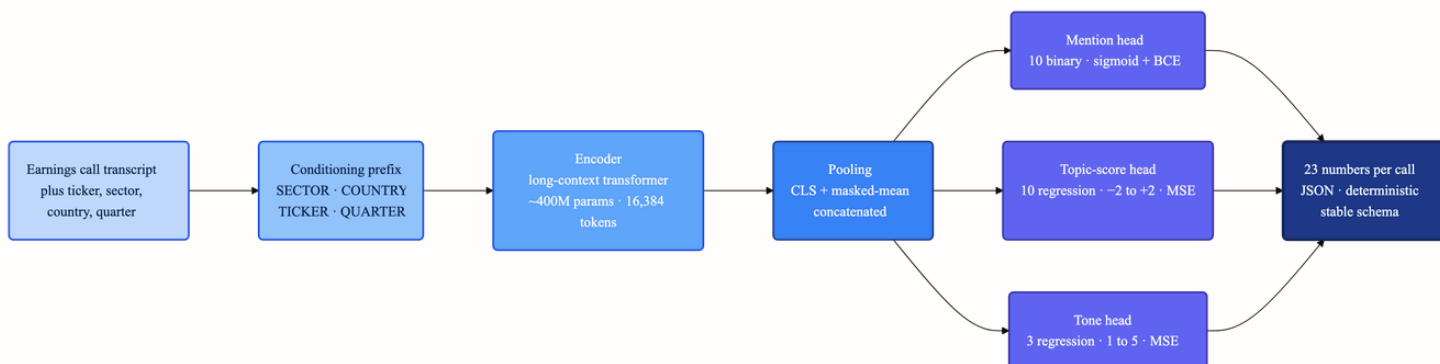 Earnings call transcript
plus ticker, sector,
country, quarter
Conditioning prefix
SECTOR · COUNTRY
TICKER · QUARTER
Encoder
long-context transformer
~400M params · 16,384
tokens
Pooling
CLS + masked-mean
concatenated
Mention head
10 binary · sigmoid + BCE
Topic-score head
10 regression · −2 to +2 · MSE
Tone head
3 regression · 1 to 5 · MSE
23 numbers per call
JSON · deterministic
stable schema